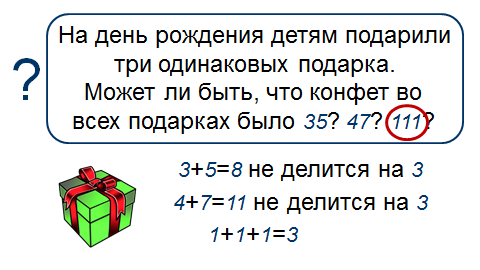 ?
На день рождения детям подарили
три одинаковых подарка.
Может ли быть, что конфет во
всех подарках было 35? 47? 111?
3+5=8 не делится на 3
4+7=11 не делится на 3
1+1+1=3